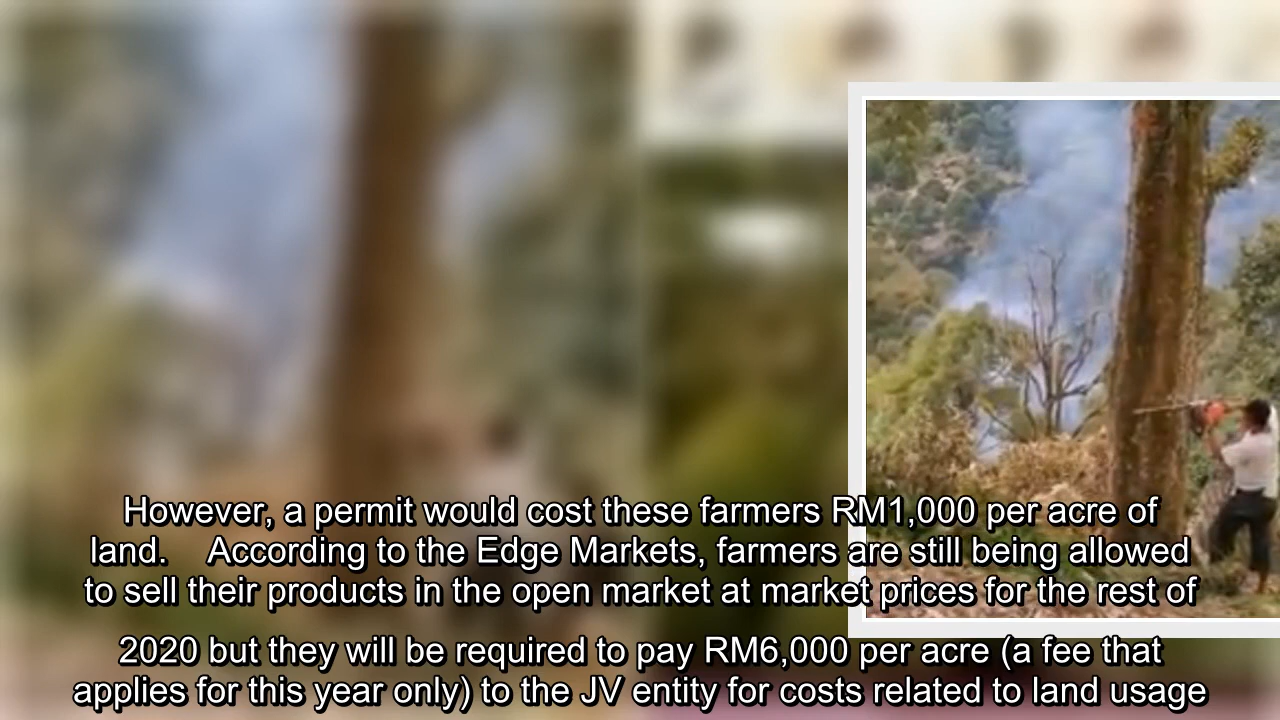 However, a permit would cost these farmers RM1,000 per acre of
land. According to the Edge Markets, farmers are still being allowed
to sell their products in the open market at market prices for the rest of
2020 but they will be required to pay RM6,000 per acre (a fee that
applies for this year only) to the JV entity for costs related to land usage